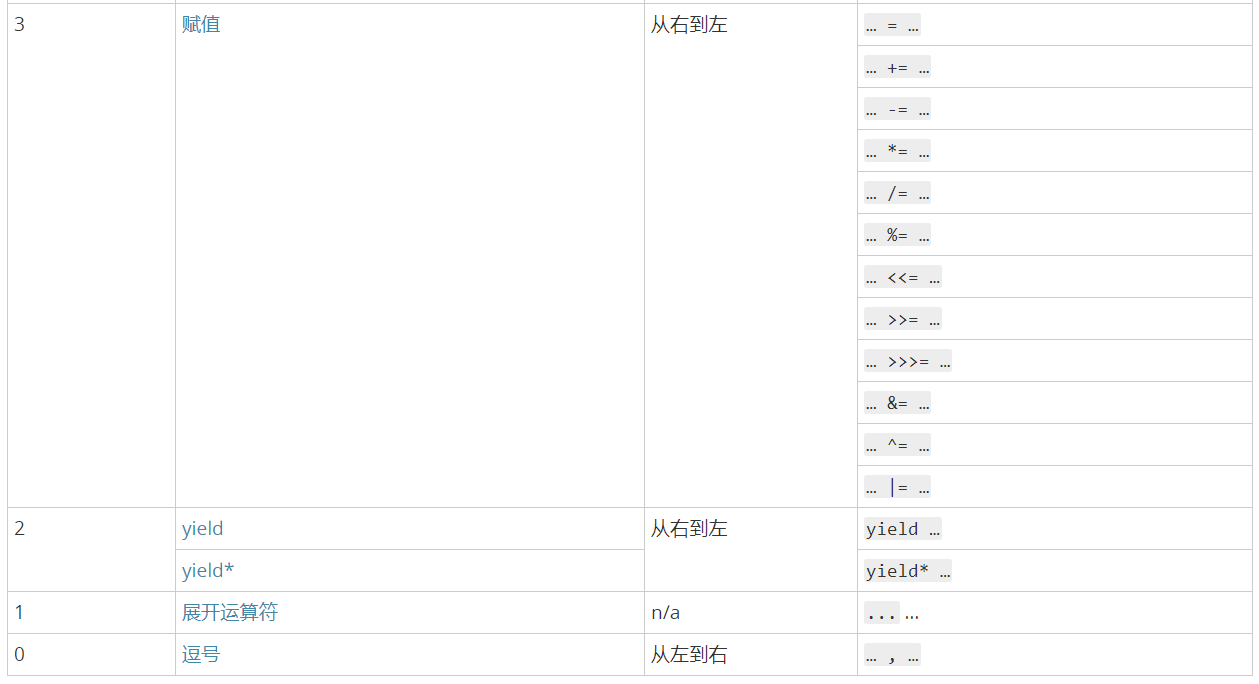 3 赋值 从右到左 … = …
… += …
… -= …
… *= …
… /= …
… %= …
… <<= …
… >>= …
… >>>= …
… &= …
… ^= …
… |= …
2 yield 从右到左 yield …
yield* yield* …
1 展开运算符 n/a ... …
0 逗号 从左到右 … , …